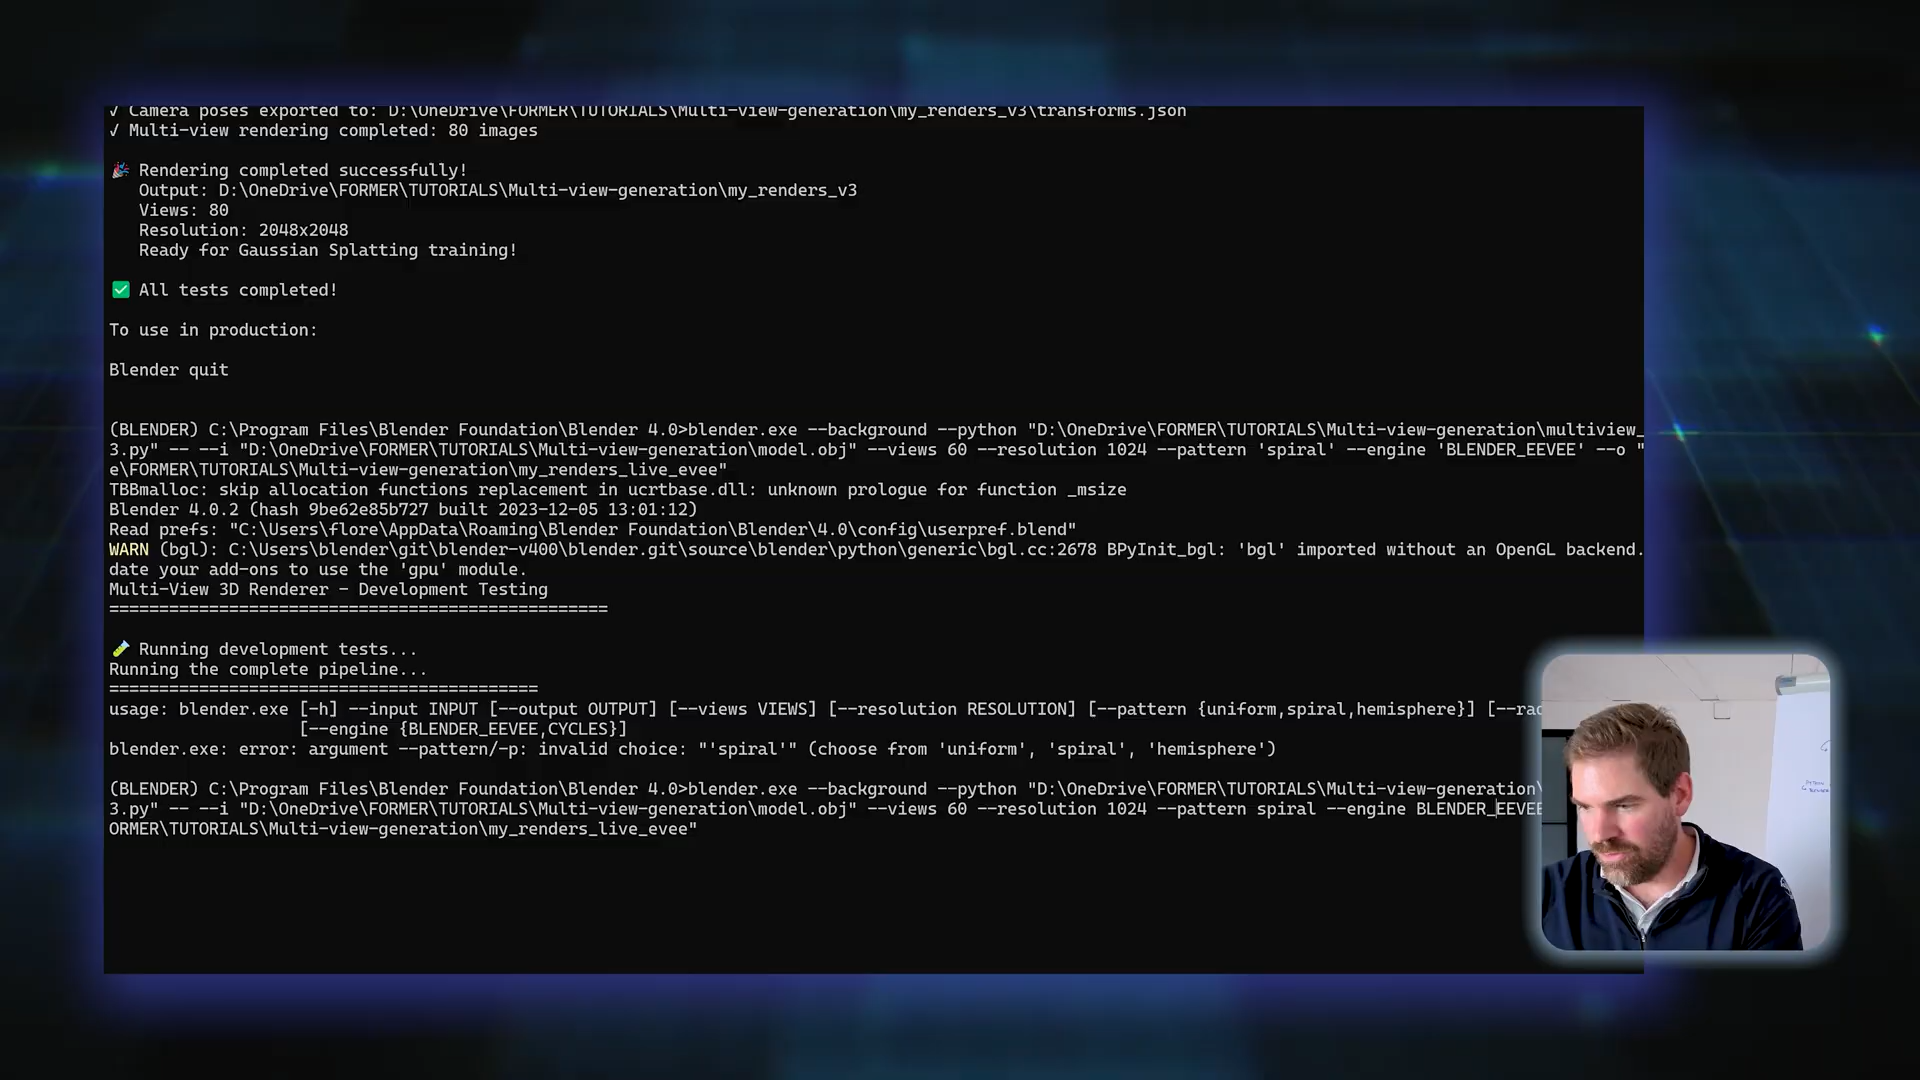 ✓ Camera poses exported to: D:\OneDrive\FORMER\TUTORIALS\Multi-view-generation\my_renders_v3\transforms.json
✓ Multi-view rendering completed: 80 images
🎉 Rendering completed successfully!
Output: D:\OneDrive\FORMER\TUTORIALS\Multi-view-generation\my_renders_v3
Views: 80
Resolution: 2048x2048
Ready for Gaussian Splatting training!
✅ All tests completed!
To use in production:
Blender quit
(BLENDER) C:\Program Files\Blender Foundation\Blender 4.0>blender.exe --background --python "D:\OneDrive\FORMER\TUTORIALS\Multi-view-generation\multiview_
3.py" -- --i "D:\OneDrive\FORMER\TUTORIALS\Multi-view-generation\model.obj" --views 60 --resolution 1024 --pattern 'spiral' --engine 'BLENDER_EEVEE' --o "
e\FORMER\TUTORIALS\Multi-view-generation\my_renders_live_evee"
TBBmalloc: skip allocation functions replacement in ucrtbase.dll: unknown prologue for function _msize
Blender 4.0.2 (hash 9be62e85b727 built 2023-12-05 13:01:12)
Read prefs: "C:\Users\flore\AppData\Roaming\Blender Foundation\Blender\4.0\config\userpref.blend"
WARN (bgl): C:\Users\blender\git\blender-v400\blender.git\source\blender\python\generic\bgl.cc:2678 BPyInit_bgl: 'bgl' imported without an OpenGL backend.
date your add-ons to use the 'gpu' module.
Multi-View 3D Renderer - Development Testing
==================================================
🧪 Running development tests...
Running the complete pipeline...
===========================================
usage: blender.exe [-h] --input INPUT [--output OUTPUT] [--views VIEWS] [--resolution RESOLUTION] [--pattern {uniform,spiral,hemisphere}] [--rad
[--engine {BLENDER_EEVEE,CYCLES}]
blender.exe: error: argument --pattern/-p: invalid choice: "'spiral'" (choose from 'uniform', 'spiral', 'hemisphere')
(BLENDER) C:\Program Files\Blender Foundation\Blender 4.0>blender.exe --background --python "D:\OneDrive\FORMER\TUTORIALS\Multi-view-generation\
3.py" -- --i "D:\OneDrive\FORMER\TUTORIALS\Multi-view-generation\model.obj" --views 60 --resolution 1024 --pattern spiral --engine BLENDER_EEVEE
ORMER\TUTORIALS\Multi-view-generation\my_renders_live_evee"